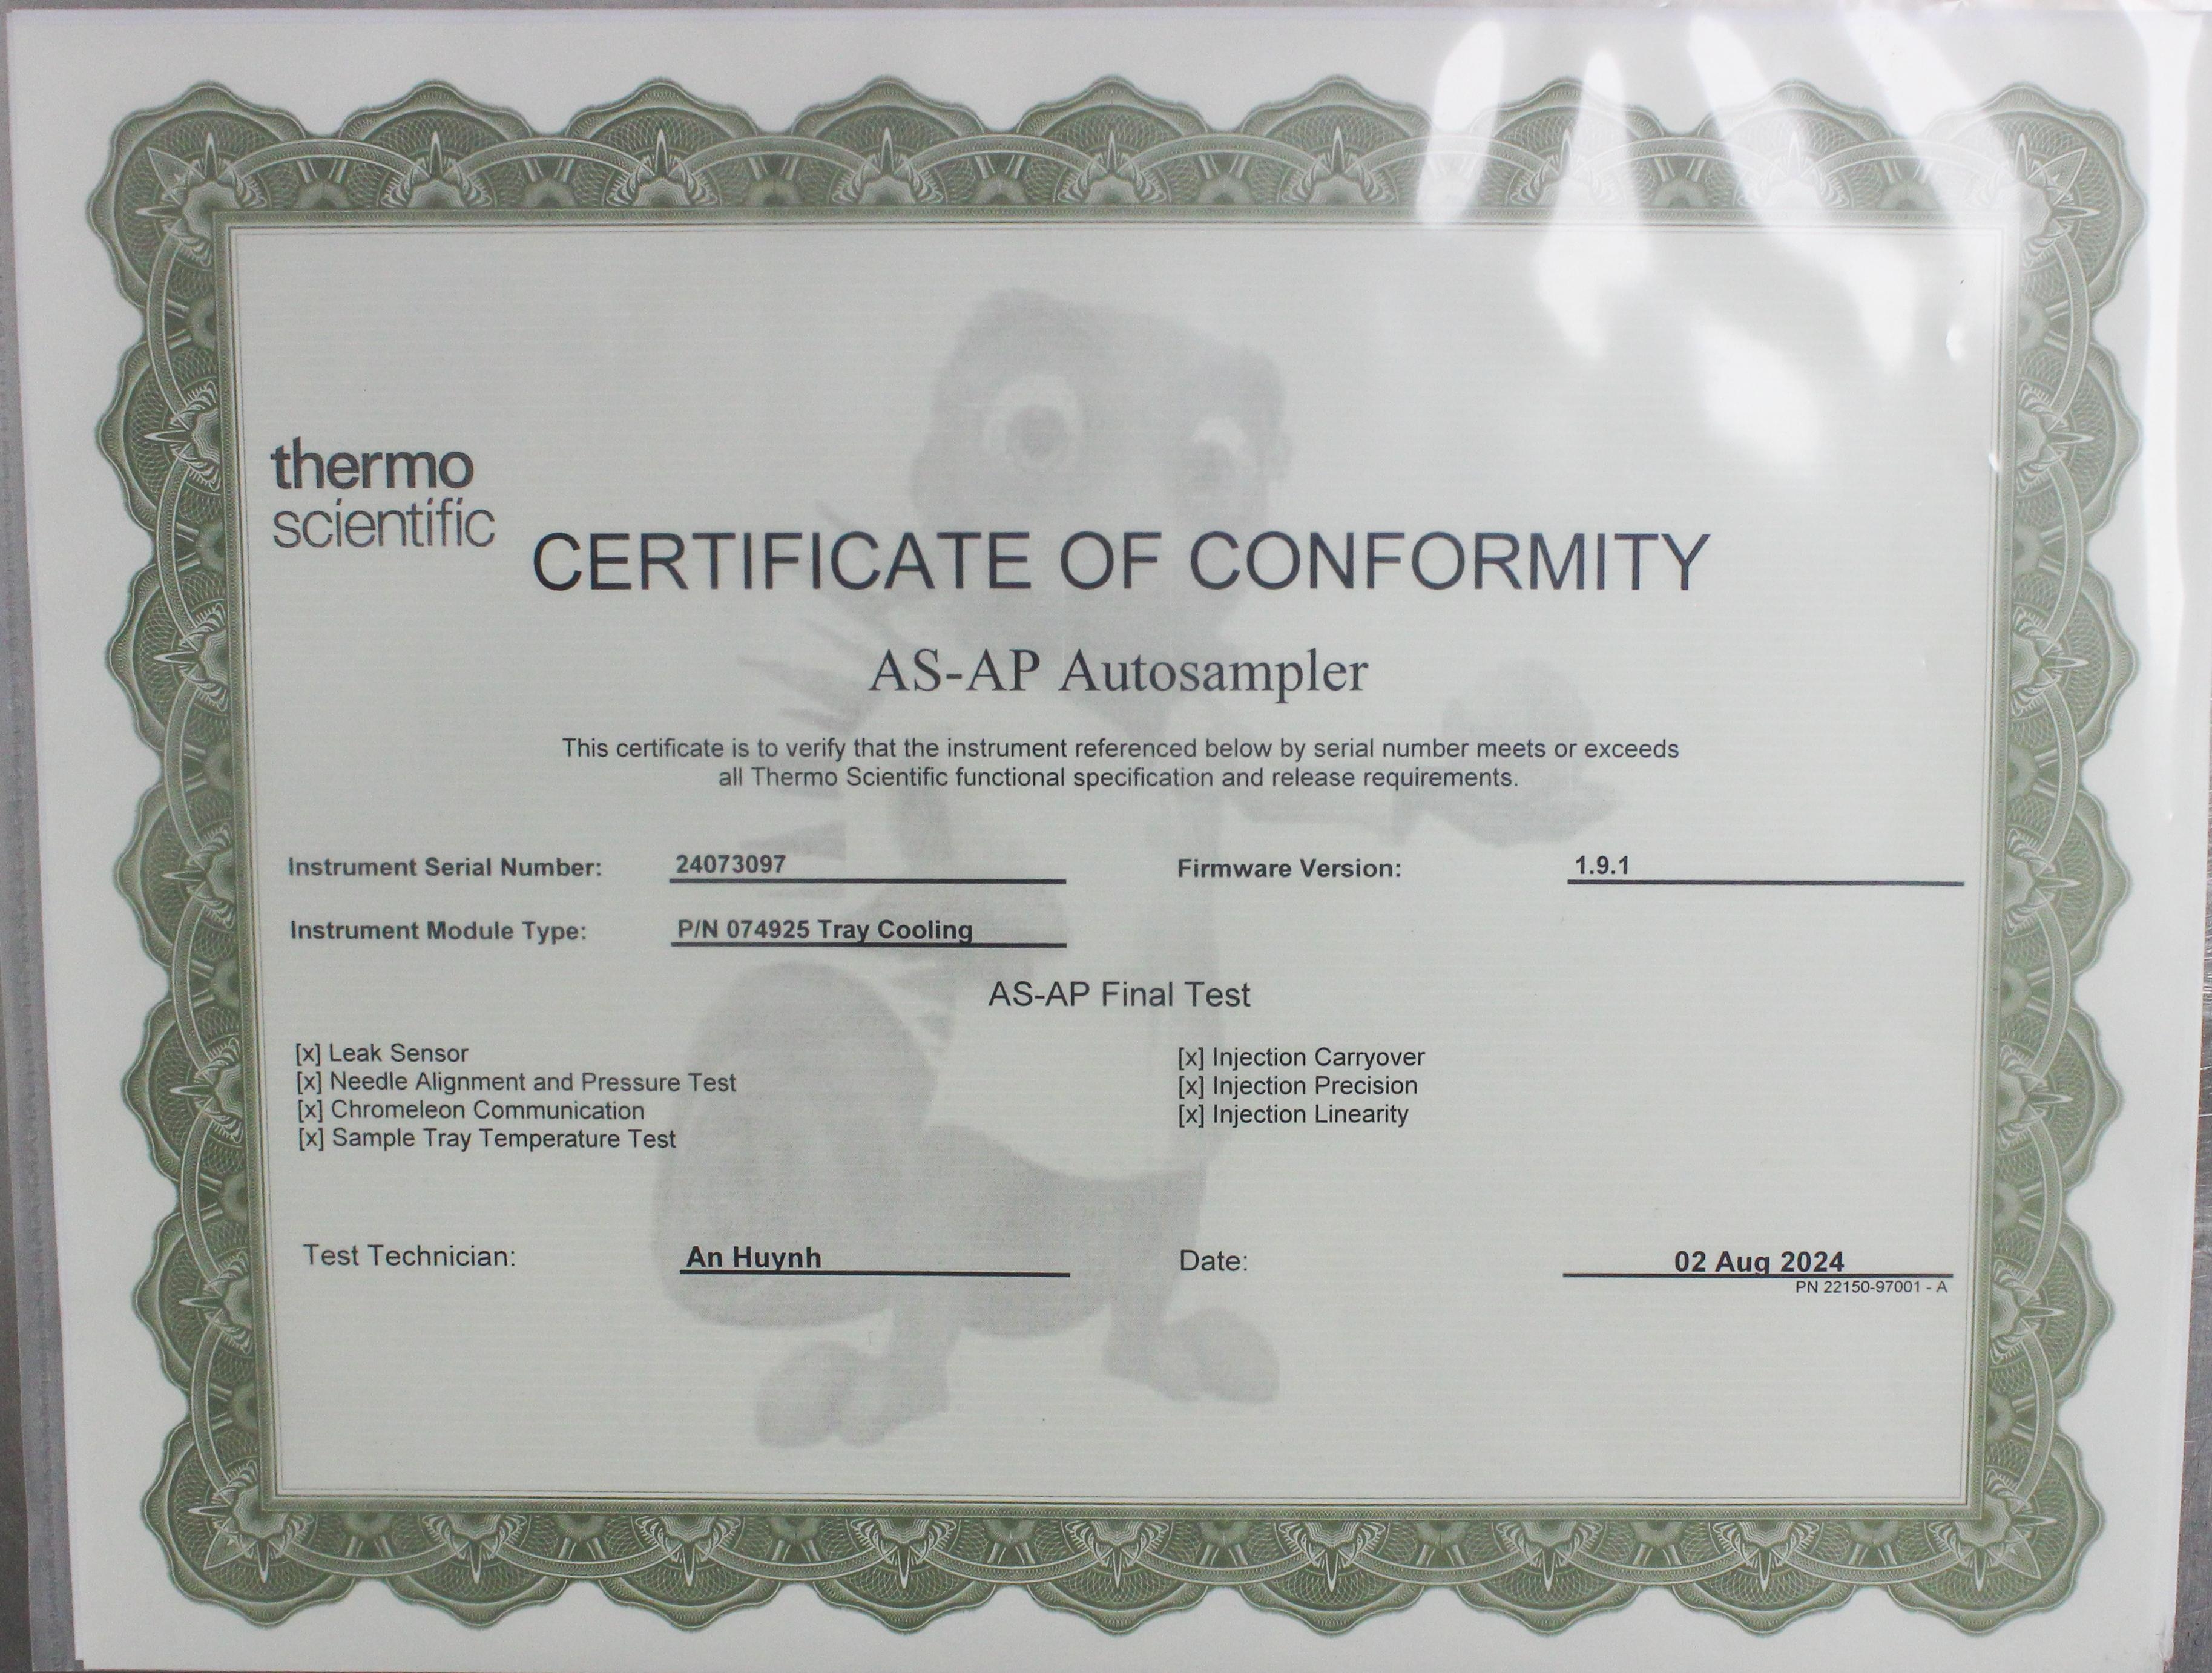 thermo
scientific
CERTIFICATE OF CONFORMITY
AS-AP Autosampler
This certificate is to verify that the instrument referenced below by serial number meets or exceeds
all Thermo Scientific functional specification and release requirements.
Instrument Serial Number: 24073097 Firmware Version: 1.9.1
Instrument Module Type: P/N 074925 Tray Cooling
AS-AP Final Test
[x] Leak Sensor
[x] Needle Alignment and Pressure Test
[x] Chromeleon Communication
[x] Sample Tray Temperature Test
[x] Injection Carryover
[x] Injection Precision
[x] Injection Linearity
Test Technician: An Huynh Date: 02 Aug 2024
PN 22150-97001 - A